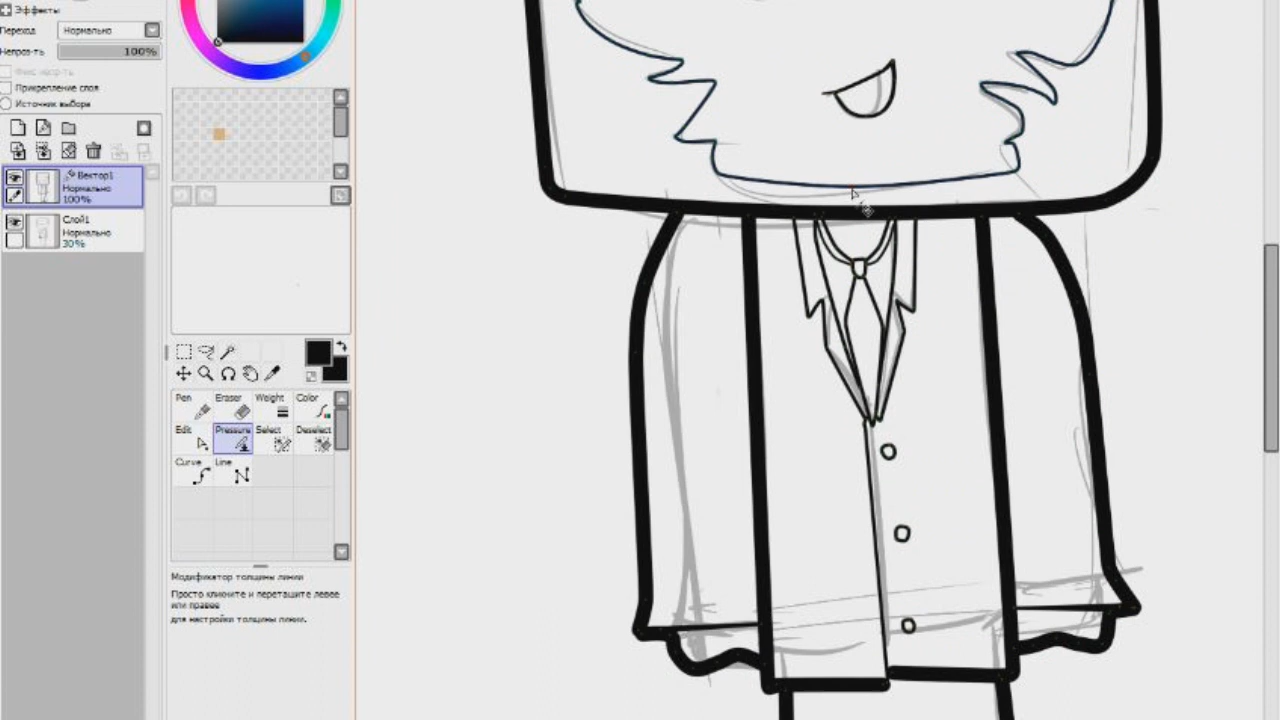 Эффекты
Переход Нормально
Непроз-ть 100%
Фикс непр-ть
Прикрепление слоя
Источник выбора
Вектор1
Нормально
100%
Слой1
Нормально
30%
Pen Eraser Weight Color
Edit Pressure Select Deselect
Curve Line
Модификатор толщины линии
Просто кликните и перетащите левее
или правее
для настройки толщины линии.